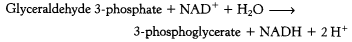 Glyceraldehyde 3-phosphate + NAD⁺ + H₂O ⟶
3-phosphoglycerate + NADH + 2 H⁺